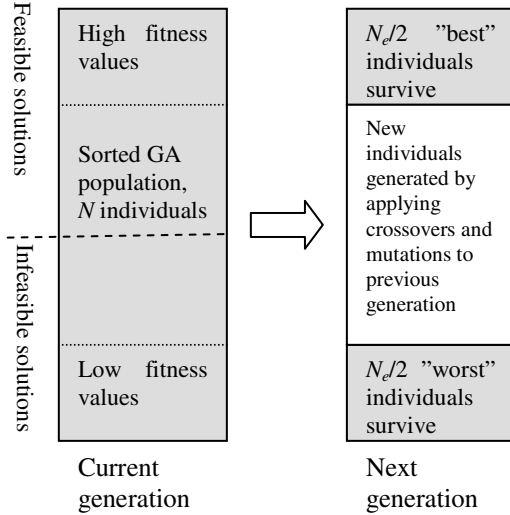 Feasible solutions
Infeasible solutions
High fitness
values
Sorted GA
population,
N individuals
Low fitness
values
Current
generation
Nₑ/2 ”best”
individuals
survive
New
individuals
generated by
applying
crossovers and
mutations to
previous
generation
Nₑ/2 ”worst”
individuals
survive
Next
generation